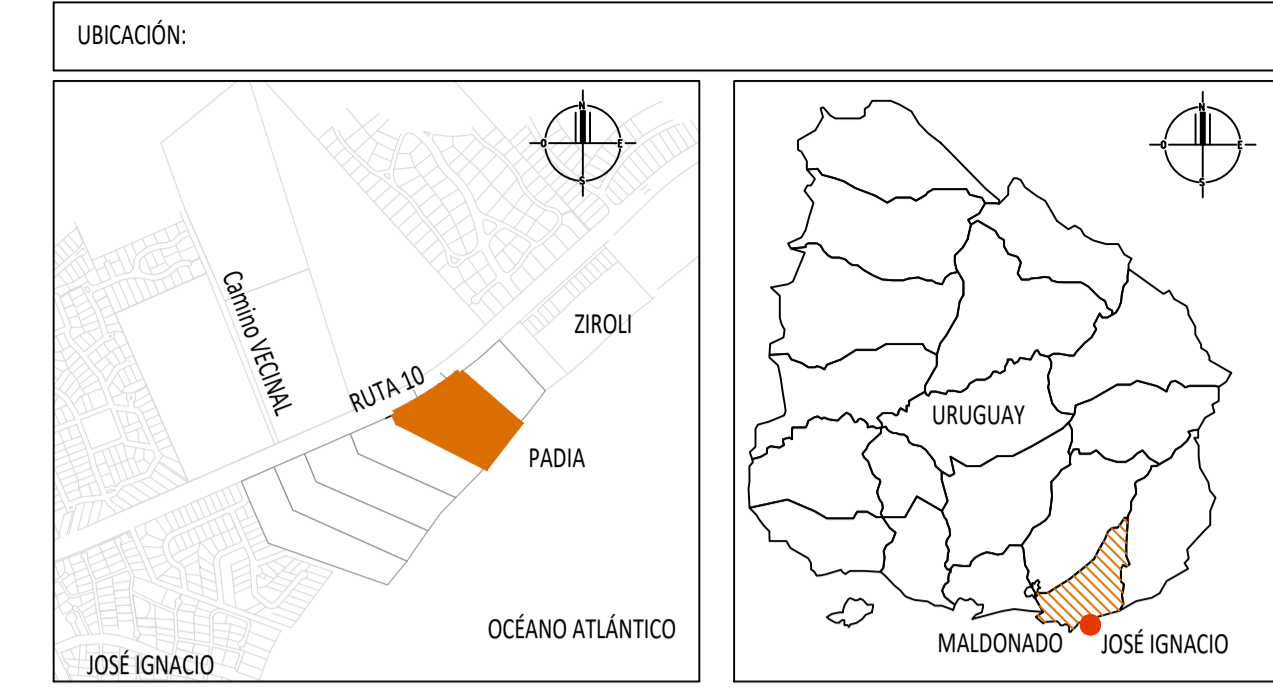 UBICACIÓN:
N
O E
S
Camino VECINAL
RUTA 10
ZIROLI
PADIA
OCÉANO ATLÁNTICO
JOSÉ IGNACIO
N
O E
S
URUGUAY
MALDONADO
JOSÉ IGNACIO